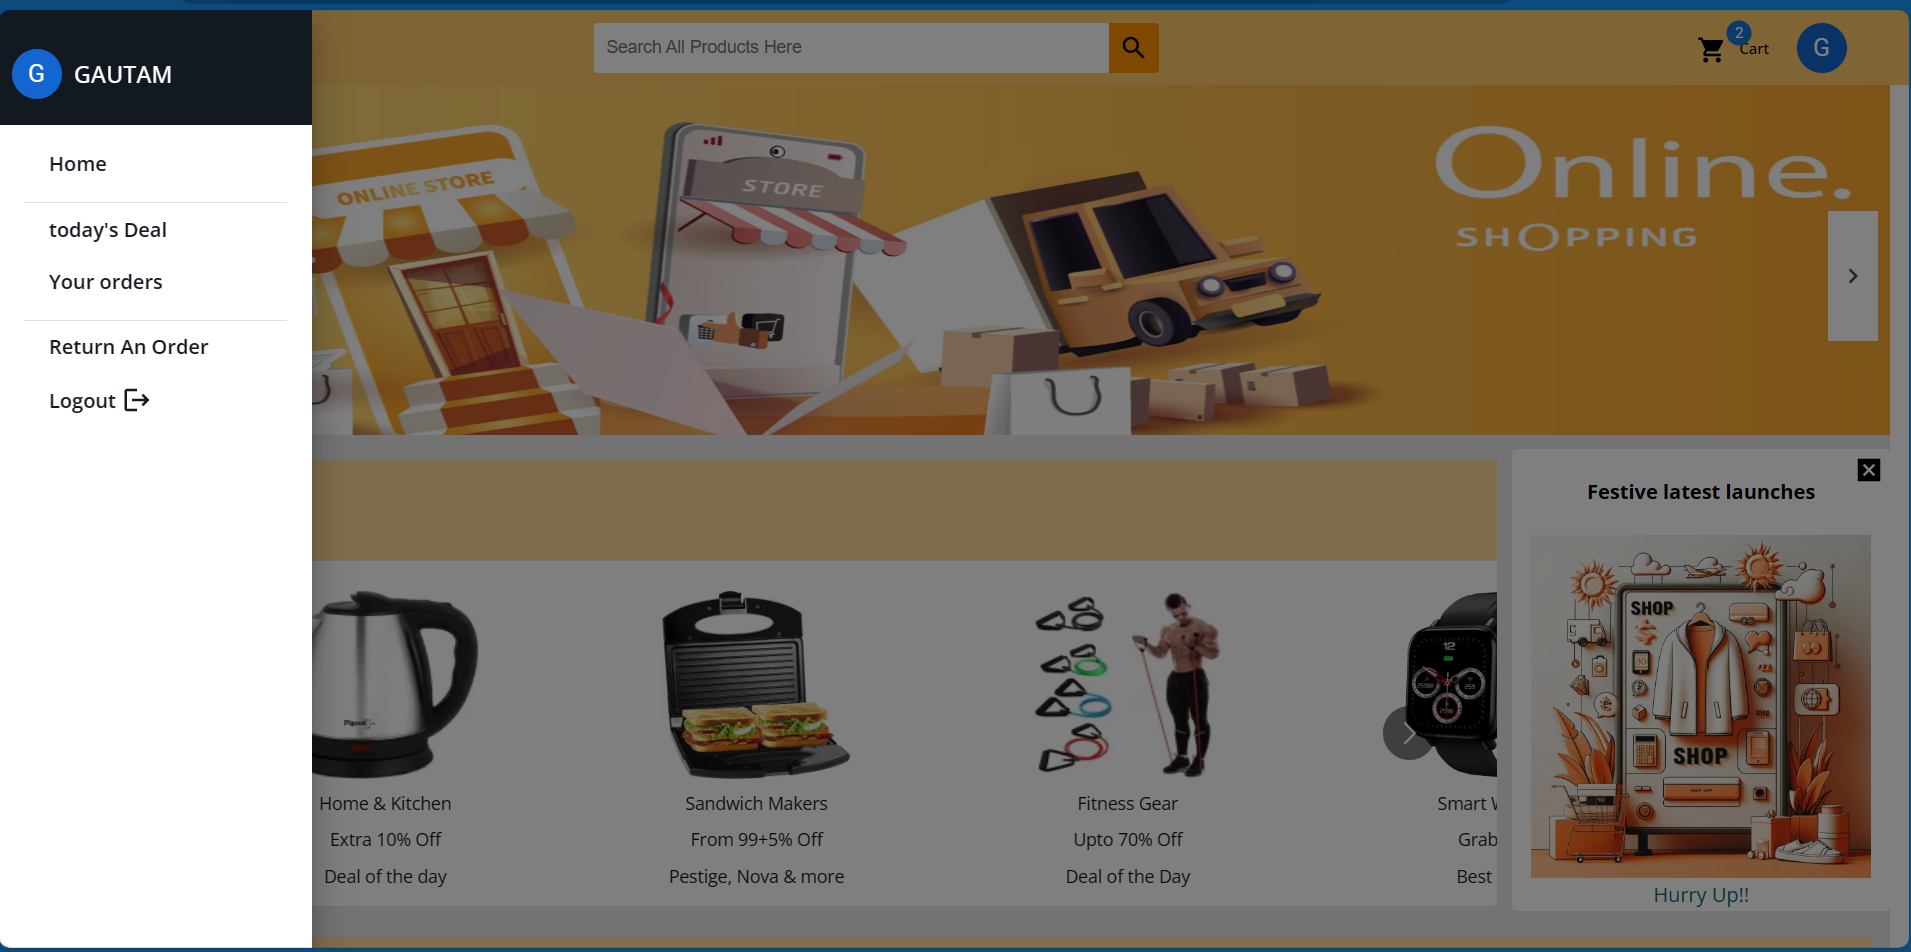 G GAUTAM
Home
today's Deal
Your orders
Return An Order
Logout
Search All Products Here
2
Cart
G
ONLINE STORE
STORE
Online.
SHOPPING
Home & Kitchen
Extra 10% Off
Deal of the day
Sandwich Makers
From 99+5% Off
Pestige, Nova & more
Fitness Gear
Upto 70% Off
Deal of the Day
12
Smart
Grab
Best
Festive latest launches
SHOP
SHOP
Hurry Up!!